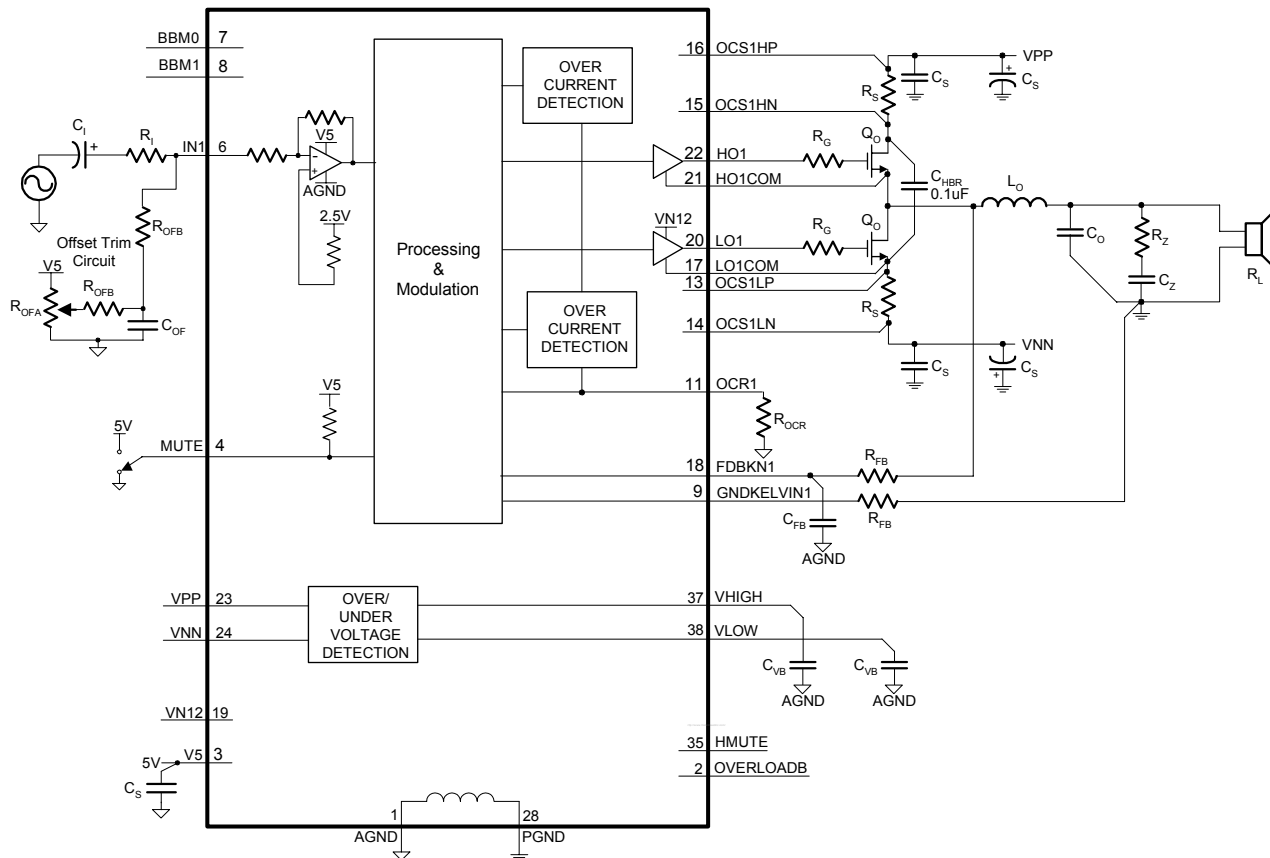 BBM0 7
BBM1 8
16 OCS1HP
VPP
OVER
CURRENT
DETECTION
C_S
C_S
R_S
15 OCS1HN
C_I
+
R_I
IN1 6
V5
AGND
2.5V
Q_O
R_G
22 HO1
21 HO1COM
C_HBR
0.1uF
L_O
R_OFB
Offset Trim
Circuit
V5
R_OFB
R_OFA
C_OF
Processing
&
Modulation
VN12
20 LO1
17 LO1COM
13 OCS1LP
R_G
Q_O
C_O
R_Z
C_Z
R_L
R_S
OVER
CURRENT
DETECTION
14 OCS1LN
VNN
C_S
C_S
+
V5
11 OCR1
R_OCR
5V
MUTE 4
18 FDBKN1
R_FB
9 GNDKELVIN1
R_FB
C_FB
AGND
VPP 23
VNN 24
OVER/
UNDER
VOLTAGE
DETECTION
37 VHIGH
38 VLOW
C_VB
C_VB
AGND
AGND
VN12 19
5V
V5 3
C_S
35 HMUTE
2 OVERLOADB
1
28
AGND
PGND